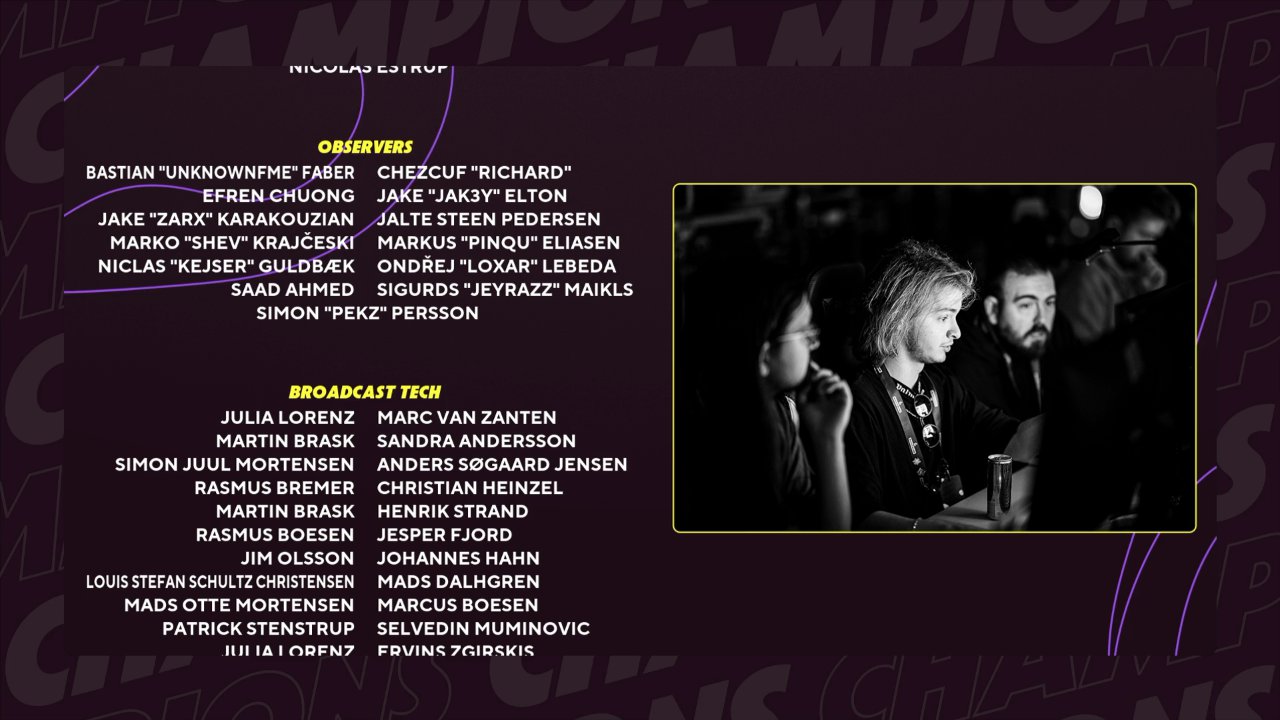 NICOLAS ESTRUP
OBSERVERS
BASTIAN "UNKNOWNFME" FABER CHEZCUF "RICHARD"
EFREN CHUONG JAKE "JAK3Y" ELTON
JAKE "ZARX" KARAKOUZIAN JALTE STEEN PEDERSEN
MARKO "SHEV" KRAJČESKI MARKUS "PINQU" ELIASEN
NICLAS "KEJSER" GULDBÆK ONDŘEJ "LOXAR" LEBEDA
SAAD AHMED SIGURDS "JEYRAZZ" MAIKLS
SIMON "PEKZ" PERSSON
BROADCAST TECH
JULIA LORENZ MARC VAN ZANTEN
MARTIN BRASK SANDRA ANDERSSON
SIMON JUUL MORTENSEN ANDERS SØGAARD JENSEN
RASMUS BREMER CHRISTIAN HEINZEL
MARTIN BRASK HENRIK STRAND
RASMUS BOESEN JESPER FJORD
JIM OLSSON JOHANNES HAHN
LOUIS STEFAN SCHULTZ CHRISTENSEN MADS DALHGREN
MADS OTTE MORTENSEN MARCUS BOESEN
PATRICK STENSTRUP SELVEDIN MUMINOVIC
JULIA LORENZ ERVINS ZGIRSKIS